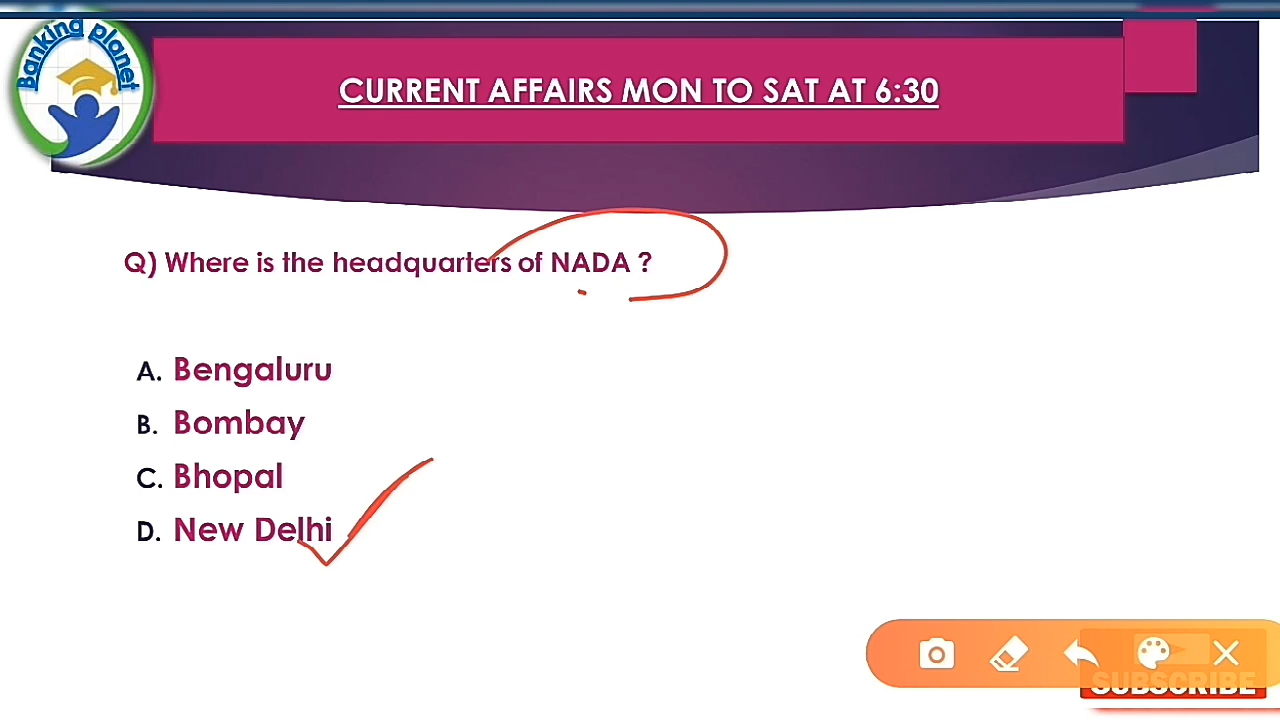 Banking planet
CURRENT AFFAIRS MON TO SAT AT 6:30
Q) Where is the headquarters of NADA ?
A. Bengaluru
B. Bombay
C. Bhopal
D. New Delhi
SUBSCRIBE